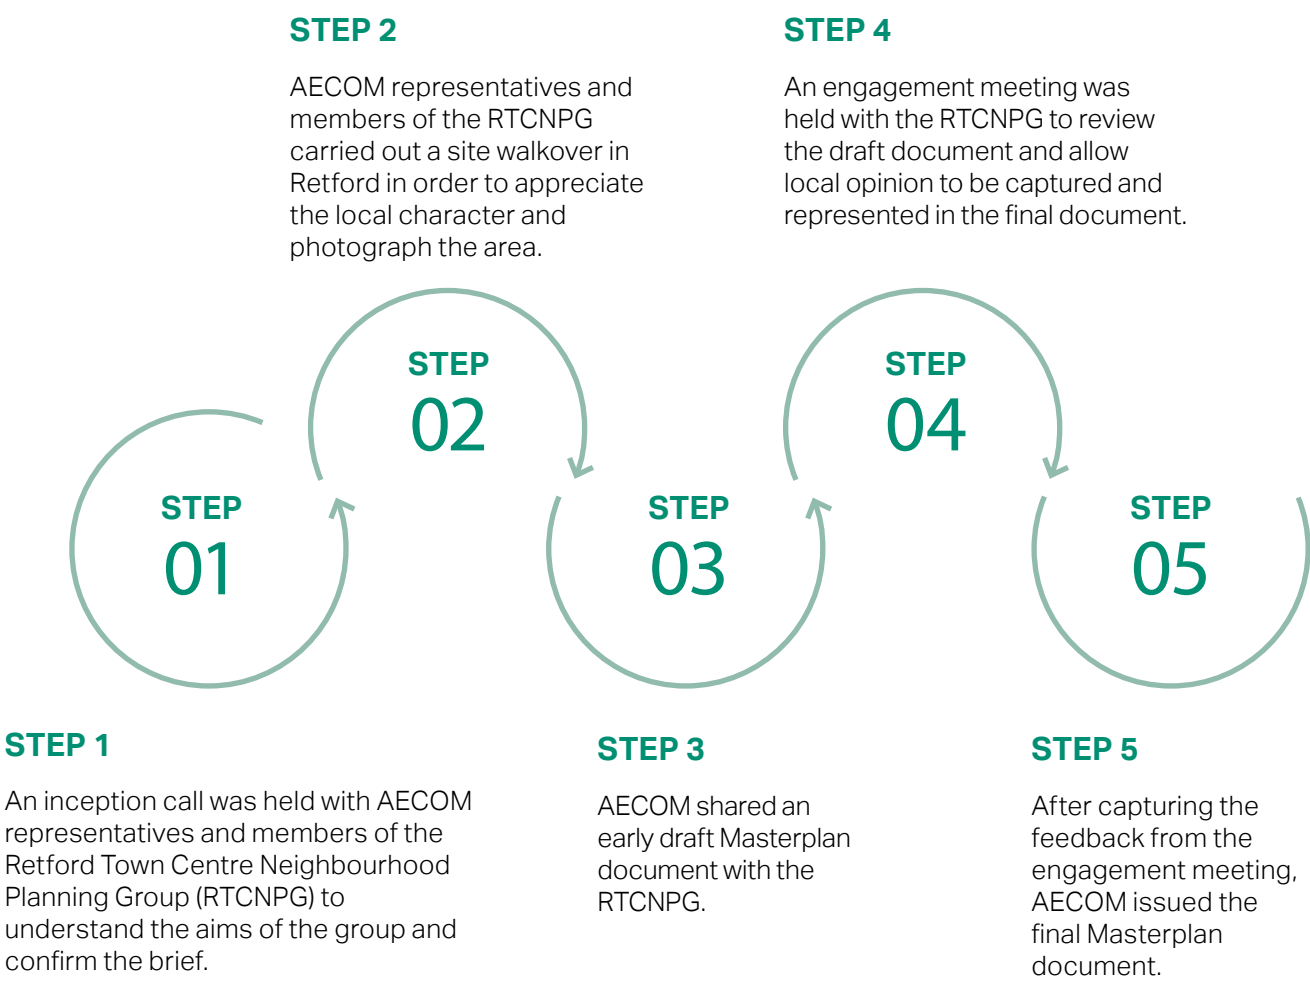 STEP 2
AECOM representatives and
members of the RTCNPG
carried out a site walkover in
Retford in order to appreciate
the local character and
photograph the area.
STEP 4
An engagement meeting was
held with the RTCNPG to review
the draft document and allow
local opinion to be captured and
represented in the final document.
STEP
01
STEP
02
STEP
03
STEP
04
STEP
05
STEP 1
An inception call was held with AECOM
representatives and members of the
Retford Town Centre Neighbourhood
Planning Group (RTCNPG) to
understand the aims of the group and
confirm the brief.
STEP 3
AECOM shared an
early draft Masterplan
document with the
RTCNPG.
STEP 5
After capturing the
feedback from the
engagement meeting,
AECOM issued the
final Masterplan
document.